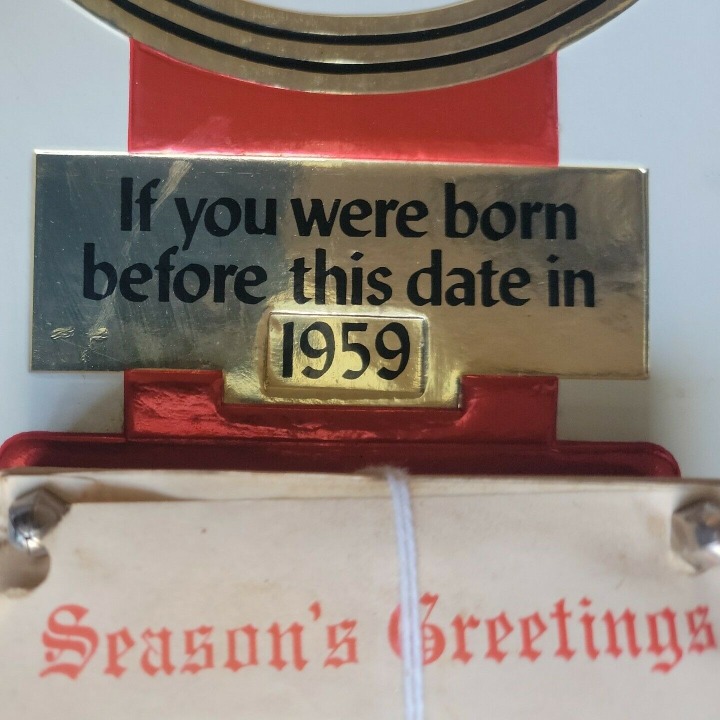 If you were born
before this date in
1959
Season's Greetings